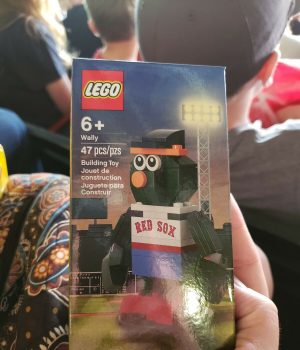 LEGO
6+
Wally
47 pcs/pzs
Building Toy
Jouet de
construction
Juguete para
Construir
RED SOX